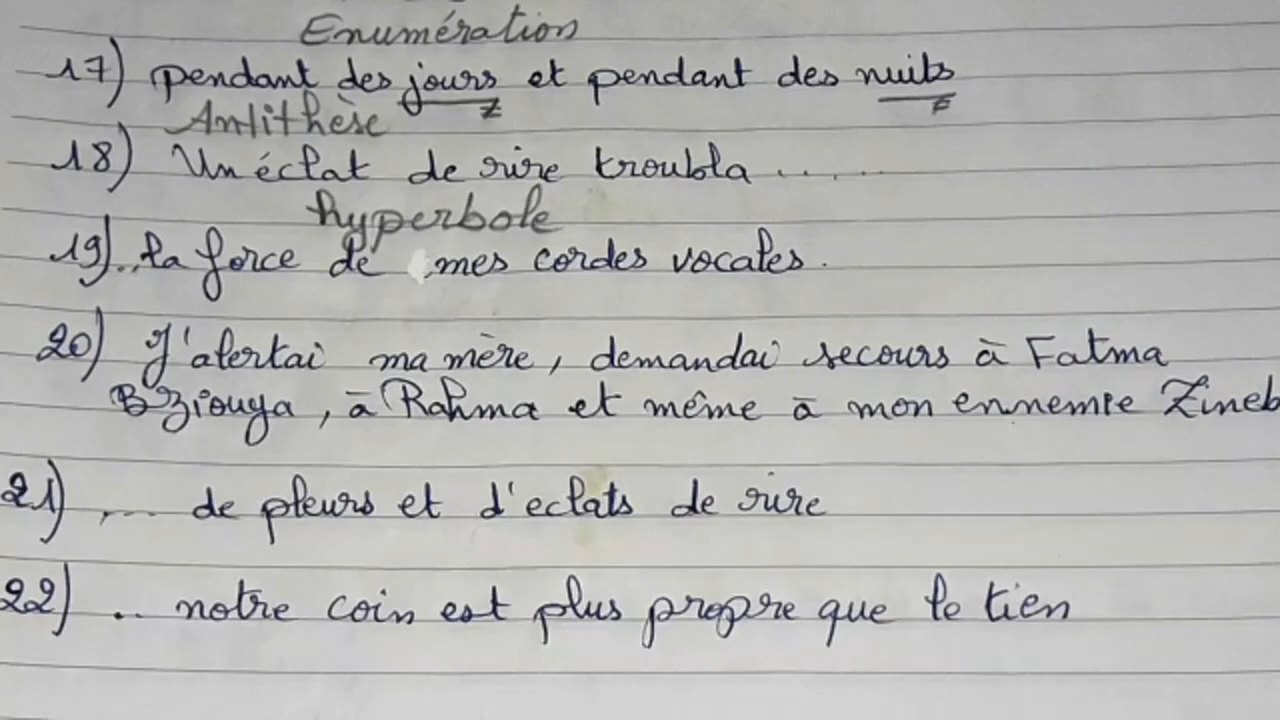 Enumération
17) pendant des jours et pendant des nuits
Antithèse
18) Un éclat de rire troubla .....
hyperbole
19) .. la force de mes cordes vocales.
20) J'alertai ma mère, demandai secours à Fatma
Bziouya, à Rahma et même à mon ennemie Zineb
21) .... de pleurs et d'eclats de rire
22) .. notre coin est plus propre que le tien